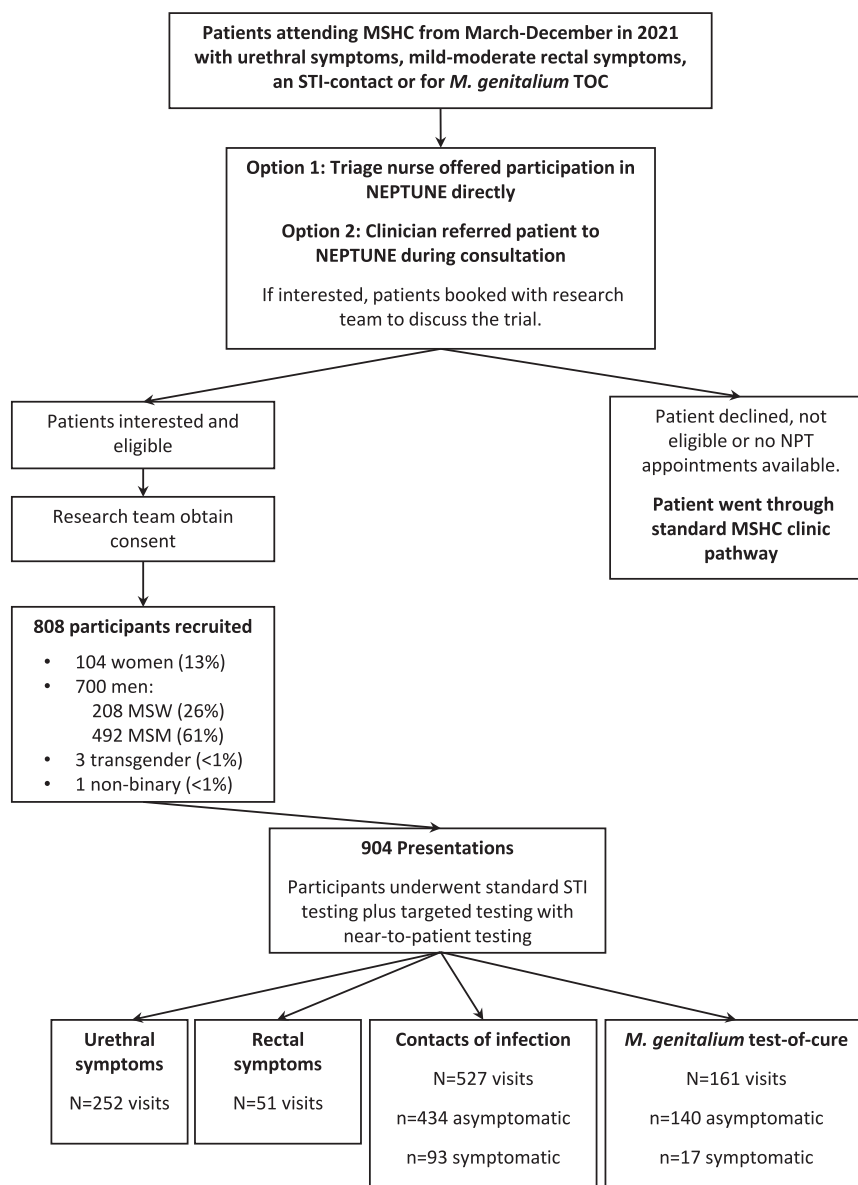 Patients attending MSHC from March-December in 2021
with urethral symptoms, mild-moderate rectal symptoms,
an STI-contact or for M. genitalium TOC
Option 1: Triage nurse offered participation in
NEPTUNE directly
Option 2: Clinician referred patient to
NEPTUNE during consultation
If interested, patients booked with research
team to discuss the trial.
Patients interested and
eligible
Research team obtain
consent
Patient declined, not
eligible or no NPT
appointments available.
Patient went through
standard MSHC clinic
pathway
808 participants recruited
• 104 women (13%)
• 700 men:
208 MSW (26%)
492 MSM (61%)
• 3 transgender (<1%)
• 1 non-binary (<1%)
904 Presentations
Participants underwent standard STI
testing plus targeted testing with
near-to-patient testing
Urethral
symptoms
N=252 visits
Rectal
symptoms
N=51 visits
Contacts of infection
N=527 visits
n=434 asymptomatic
n=93 symptomatic
M. genitalium test-of-cure
N=161 visits
n=140 asymptomatic
n=17 symptomatic